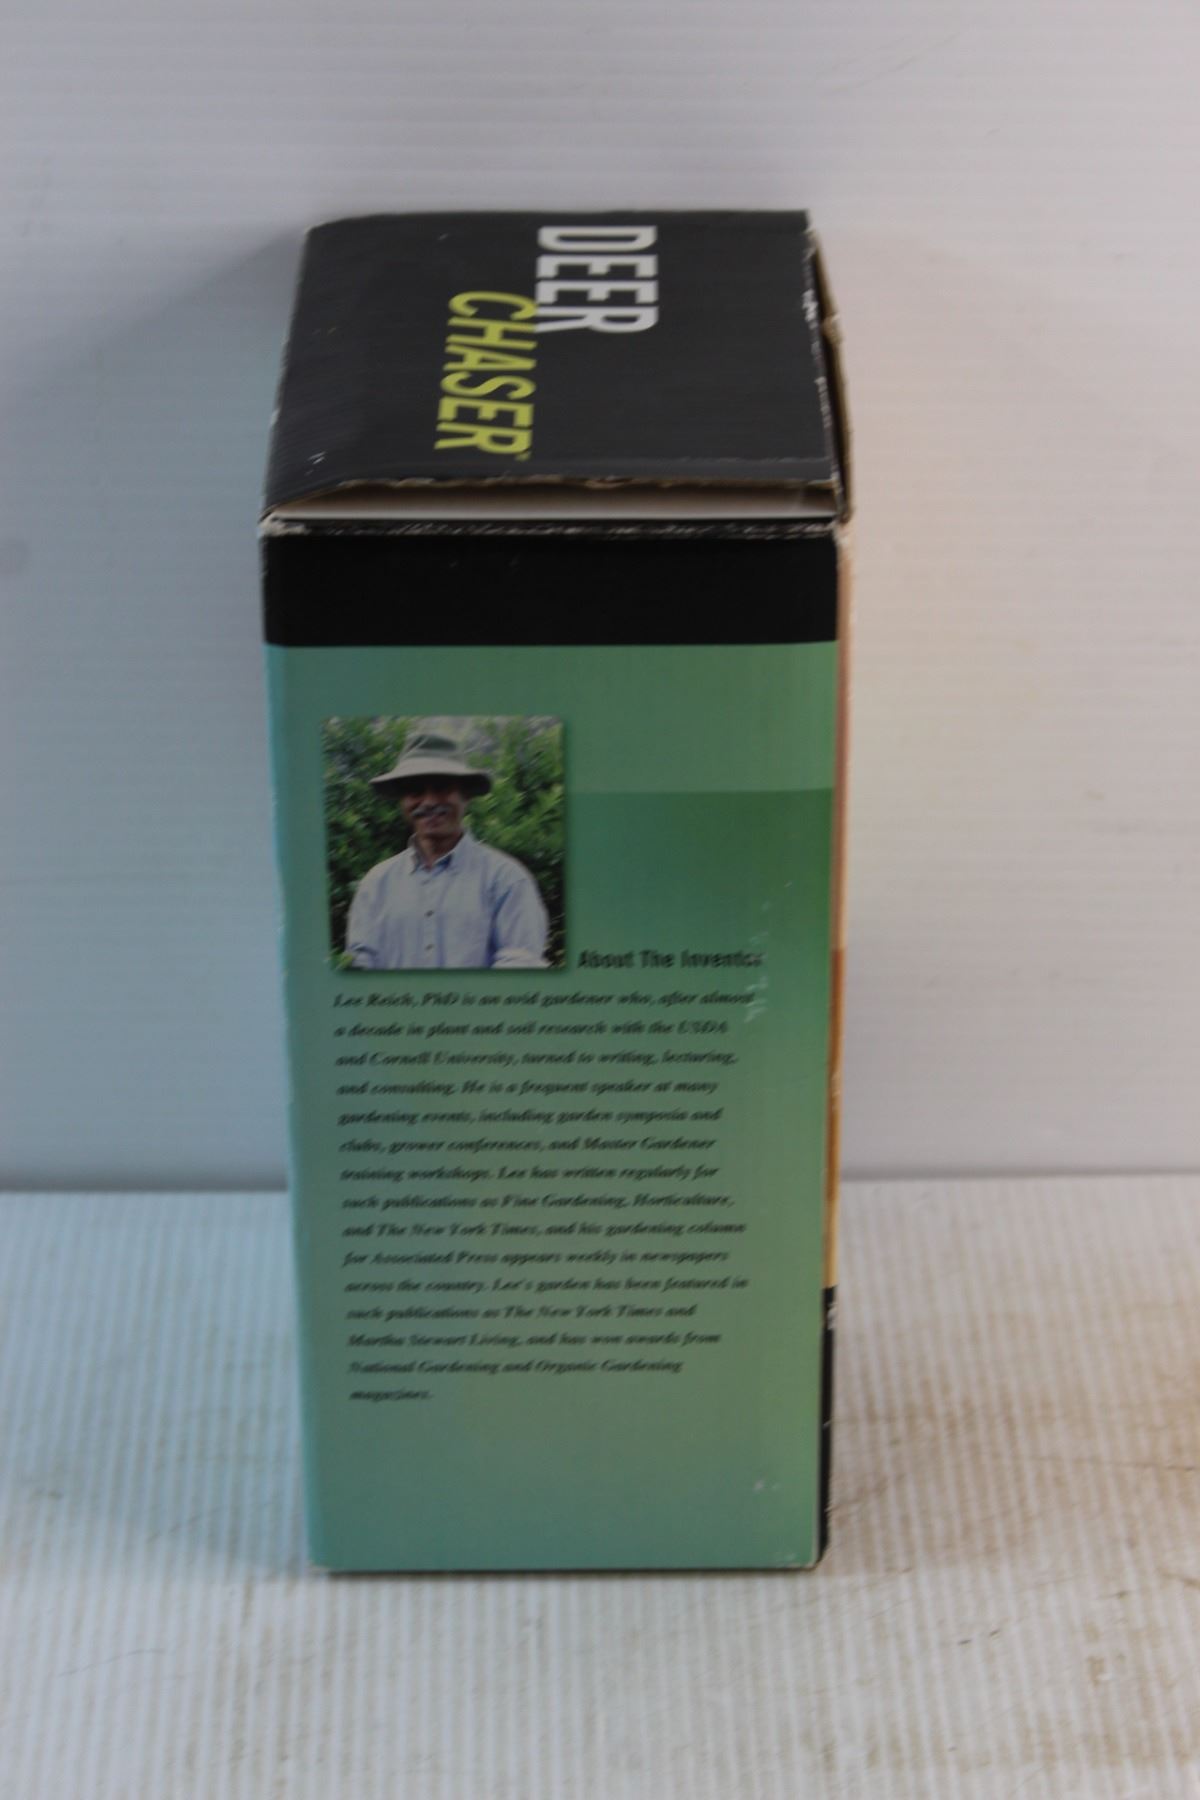 DEER
CHASER™
About The Inventor
Lee Reich, PhD is an avid gardener who, after almost
a decade in plant and soil research with the USDA
and Cornell University, turned to writing, lecturing,
and consulting. He is a frequent speaker at many
gardening events, including garden symposia and
clubs, grower conferences, and Master Gardener
training workshops. Lee has written regularly for
such publications as Fine Gardening, Horticulture,
and The New York Times, and his gardening column
for Associated Press appears weekly in newspapers
across the country. Lee's garden has been featured in
such publications as The New York Times and
Martha Stewart Living, and has won awards from
National Gardening and Organic Gardening
magazines.